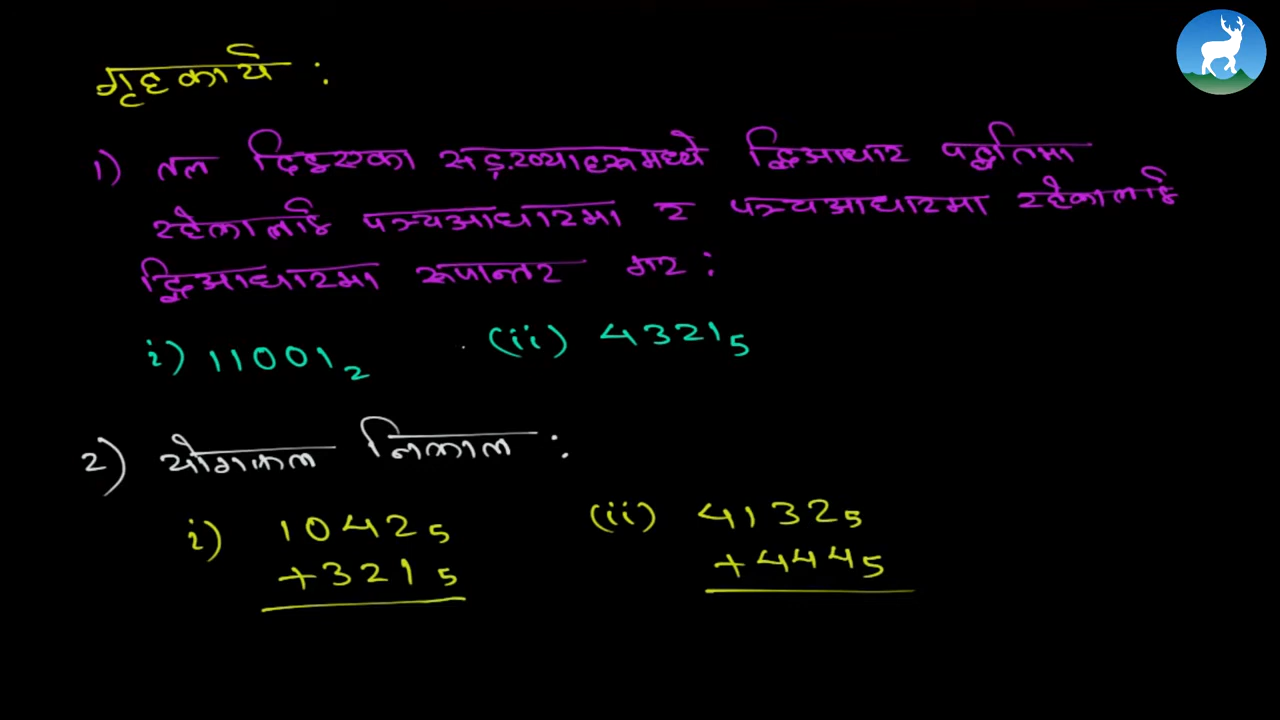 गृहकार्य :
1) तल दिइएका सङ्ख्याहरूमध्ये द्विआधार पद्धतिमा
रहेकालाई पञ्चआधारमा र पञ्चआधारमा रहेकालाई
द्विआधारमा रूपान्तर गर :
i) 11001₂ (ii) 4321₅
2) योगफल निकाल :
i) 1042₅ (ii) 4132₅
+321₅ +444₅